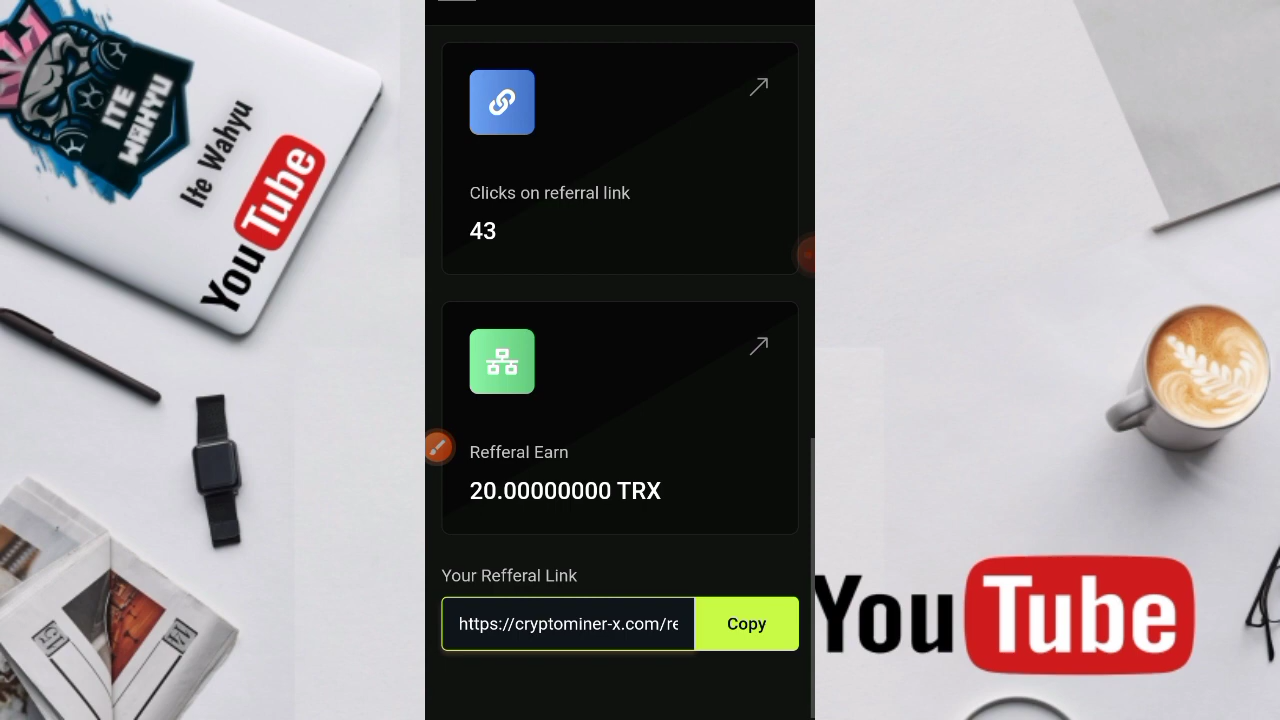 ITE
WAHYU
Ite Wahyu
YouTube
Clicks on referral link
43
Refferal Earn
20.00000000 TRX
Your Refferal Link
https://cryptominer-x.com/re
Copy
YouTube